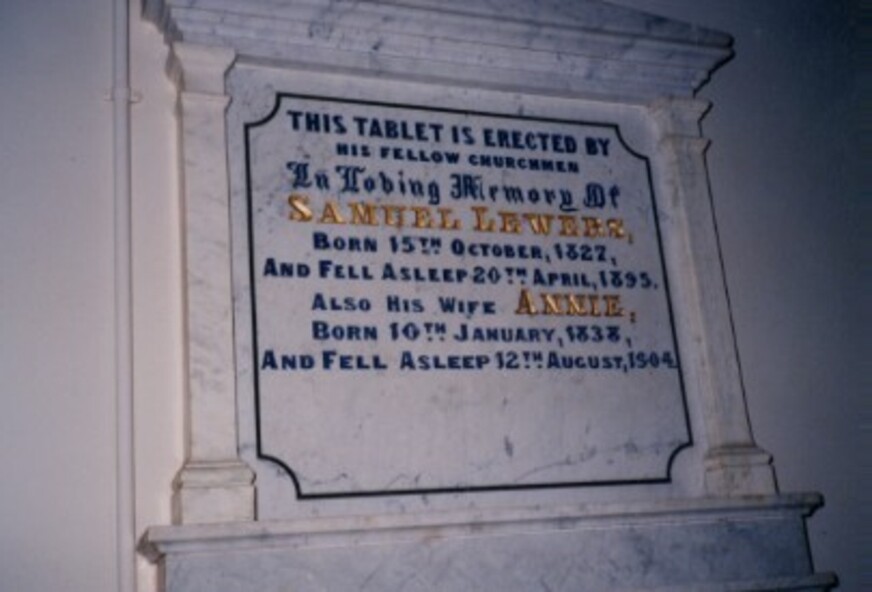 THIS TABLET IS ERECTED BY
HIS FELLOW CHURCHMEN
In Loving Memory Of
SAMUEL LEWERS,
BORN 15TH OCTOBER, 1827,
AND FELL ASLEEP 20TH APRIL, 1895.
ALSO HIS WIFE ANNIE,
BORN 10TH JANUARY, 1838,
AND FELL ASLEEP 12TH AUGUST, 1904.